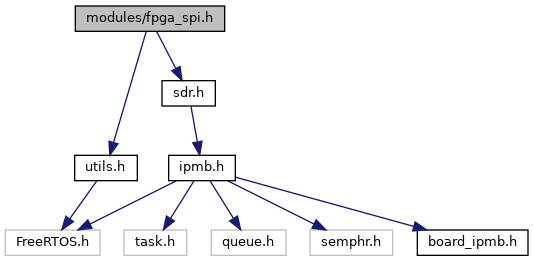 modules/fpga_spi.h
sdr.h
utils.h
ipmb.h
FreeRTOS.h
task.h
queue.h
semphr.h
board_ipmb.h